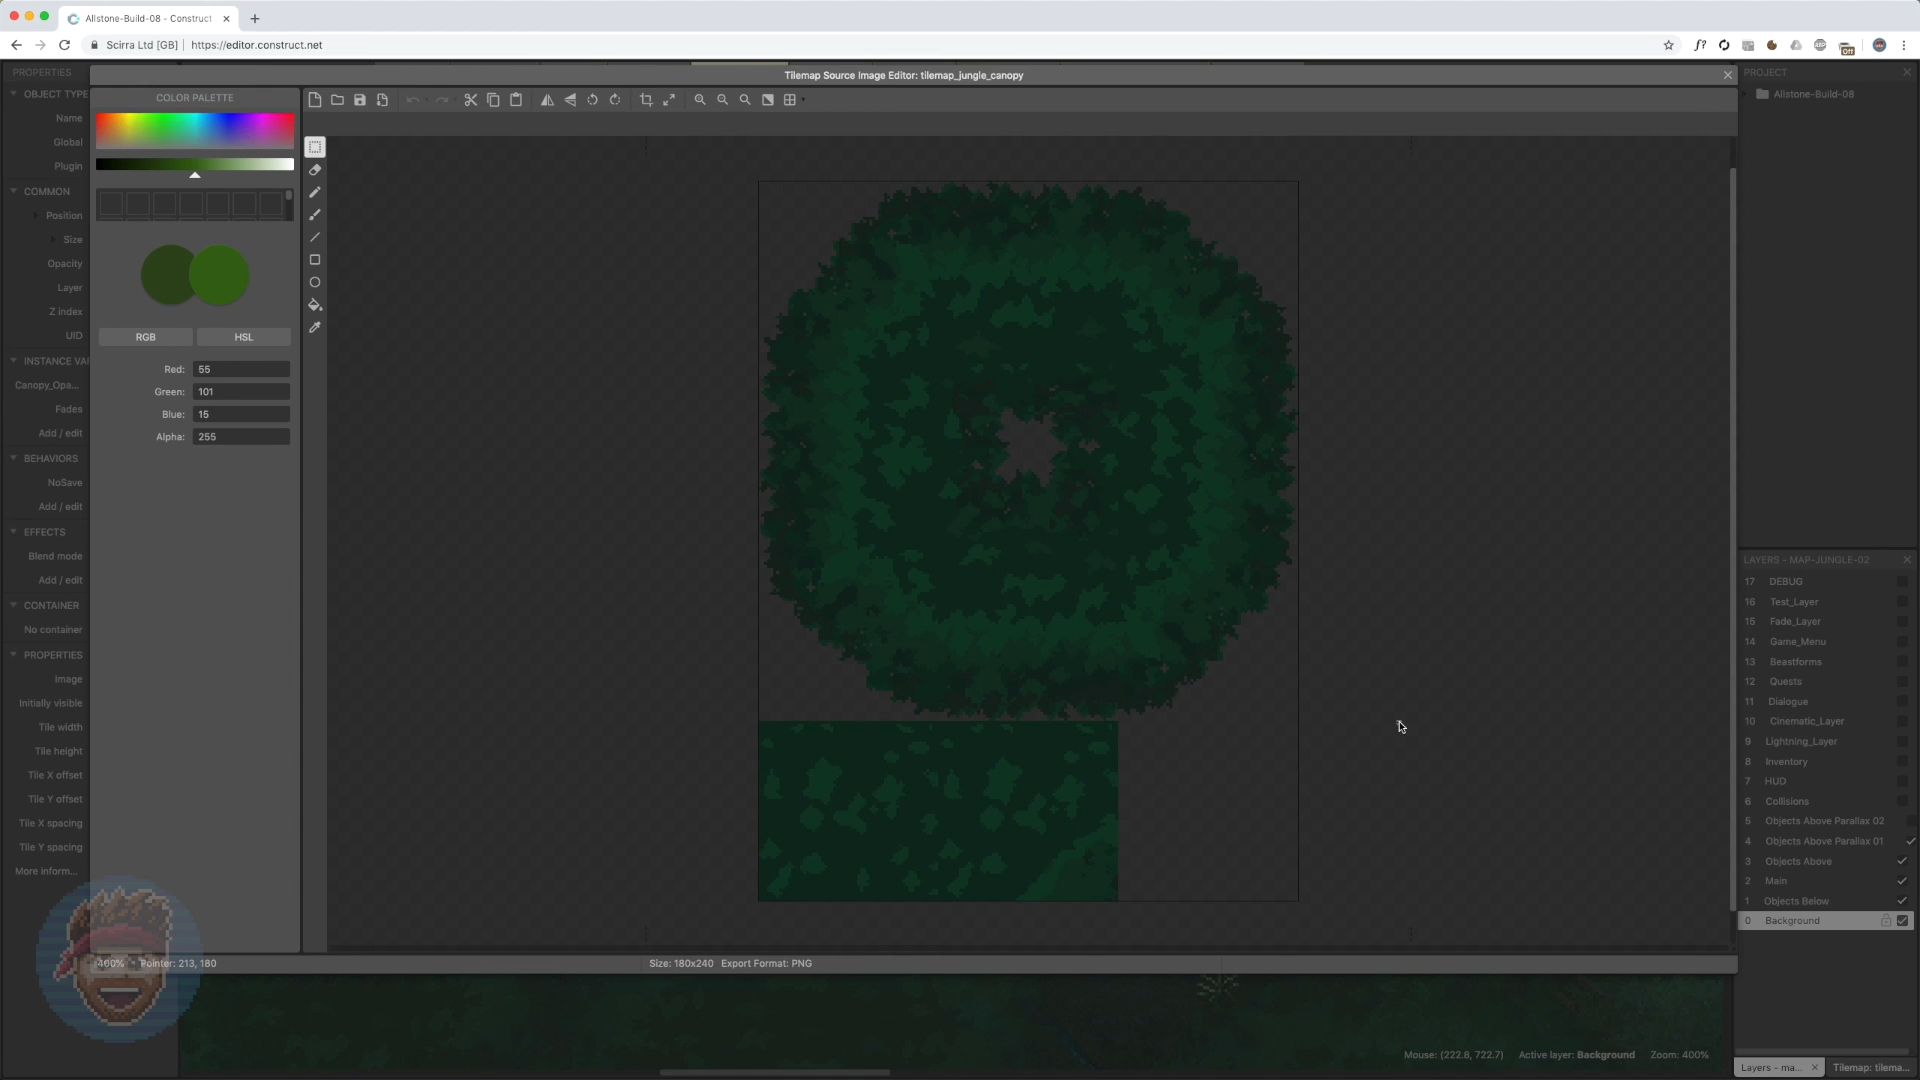 Allstone-Build-08 - Construct
Scirra Ltd [GB] | https://editor.construct.net
PROPERTIES
Tilemap Source Image Editor: tilemap_jungle_canopy
PROJECT
OBJECT TYPE
Name
Global
Plugin
COMMON
Position
Size
Opacity
Layer
Z index
UID
INSTANCE VA
Canopy_Opa...
Fades
Add / edit
BEHAVIORS
NoSave
Add / edit
EFFECTS
Blend mode
Add / edit
CONTAINER
No container
PROPERTIES
Image
Initially visible
Tile width
Tile height
Tile X offset
Tile Y offset
Tile X spacing
Tile Y spacing
More inform...
COLOR PALETTE
RGB HSL
Red: 55
Green: 101
Blue: 15
Alpha: 255
400% Pointer: 213, 180
Size: 180x240 Export Format: PNG
Allstone-Build-08
LAYERS - MAP-JUNGLE-02
17 DEBUG
16 Test_Layer
15 Fade_Layer
14 Game_Menu
13 Beastforms
12 Quests
11 Dialogue
10 Cinematic_Layer
9 Lightning_Layer
8 Inventory
7 HUD
6 Collisions
5 Objects Above Parallax 02
4 Objects Above Parallax 01
3 Objects Above
2 Main
1 Objects Below
0 Background
Mouse: (222.8, 722.7) Active layer: Background Zoom: 400%
Layers - ma... Tilemap: tilema...